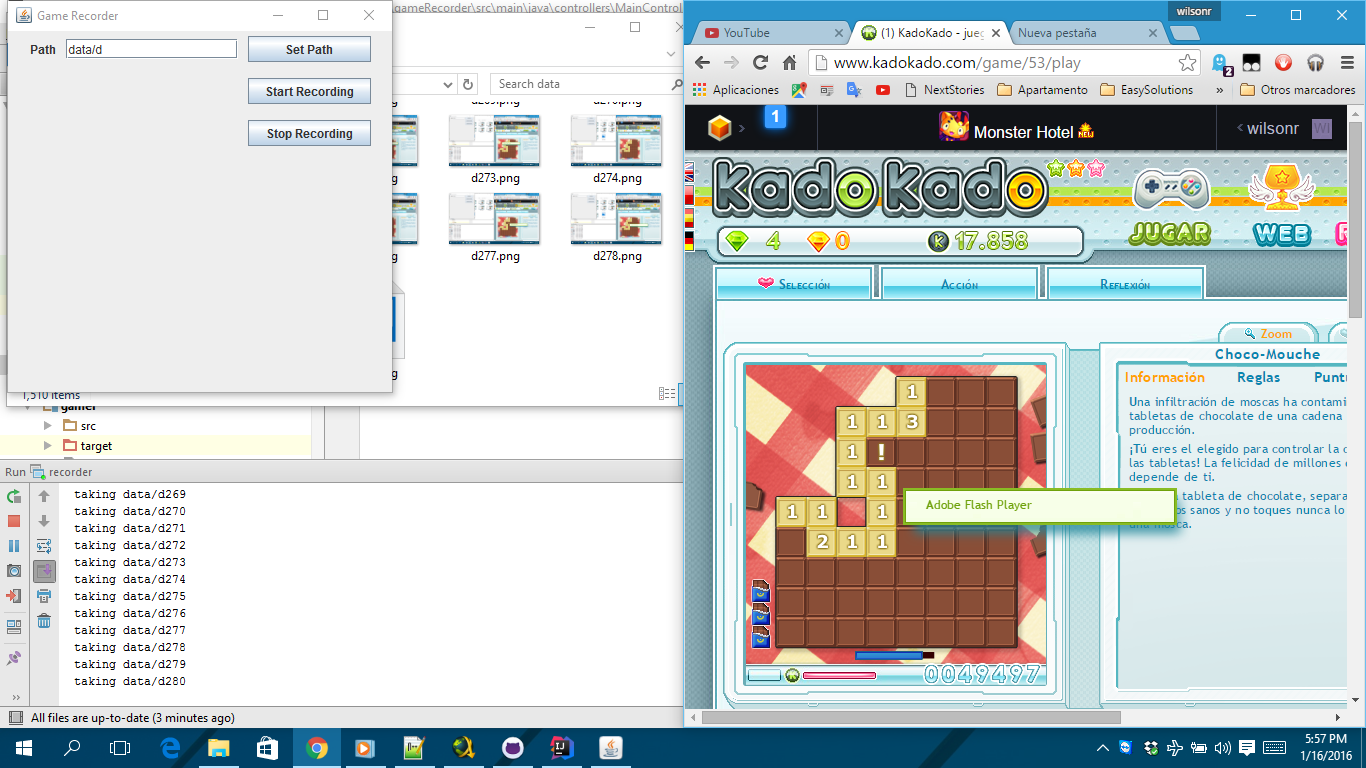 Game Recorder
Path data/d Set Path
Start Recording
Stop Recording
.gameRecorder\src\main\java\controllers\MainControl
Search data
d273.png
d274.png
d277.png
d278.png
1,510 items
src
target
Run recorder
taking data/d269
taking data/d270
taking data/d271
taking data/d272
taking data/d273
taking data/d274
taking data/d275
taking data/d276
taking data/d277
taking data/d278
taking data/d279
taking data/d280
All files are up-to-date (3 minutes ago)
wilsonr
YouTube
(1) KadoKado - jueg
Nueva pestaña
www.kadokado.com/game/53/play
2
Aplicaciones
NextStories
Apartamento
EasySolutions
»
Otros marcadores
1
Monster Hotel NEW
wilsonr WI
kadokado
4 0 K 17.858
JUGAR WEB
Selección
Acción
Reflexión
Zoom
Choco-Mouche
Información Reglas Puntu
Una infiltración de moscas ha contami
tabletas de chocolate de una cadena
producción.
¡Tú eres el elegido para controlar la c
las tabletas! La felicidad de millones
depende de ti.
tableta de chocolate, separa
os sanos y no toques nunca lo
una mosca.
Adobe Flash Player
1
1 1 3
1 !
1 1
1 1 1
2 1 1
0049497
5:57 PM
1/16/2016